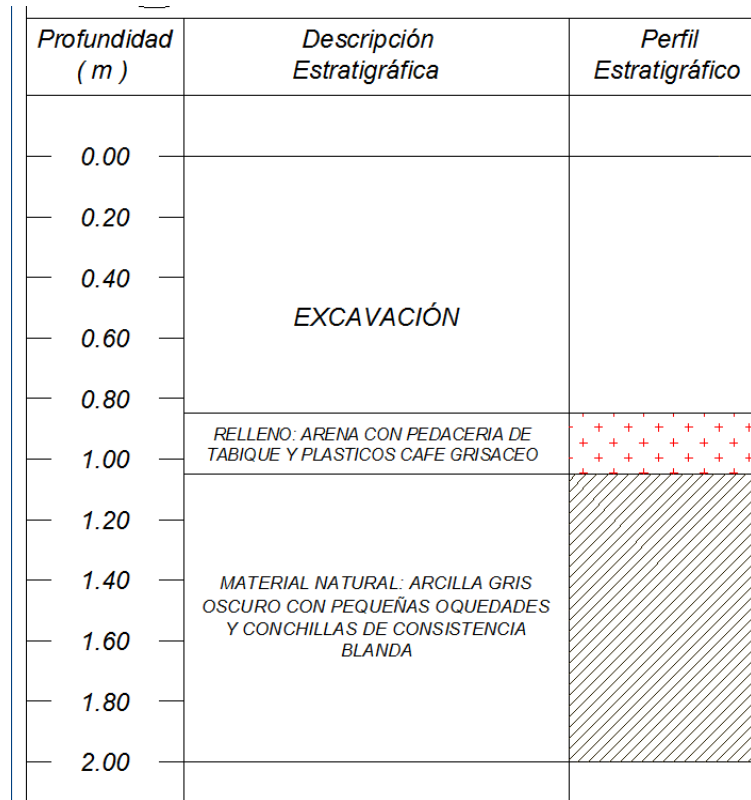 Profundidad
( m )
Descripción
Estratigráfica
Perfil
Estratigráfico
0.00
0.20
0.40
0.60
0.80
1.00
1.20
1.40
1.60
1.80
2.00
EXCAVACIÓN
RELLENO: ARENA CON PEDACERIA DE
TABIQUE Y PLASTICOS CAFE GRISACEO
MATERIAL NATURAL: ARCILLA GRIS
OSCURO CON PEQUEÑAS OQUEDADES
Y CONCHILLAS DE CONSISTENCIA
BLANDA